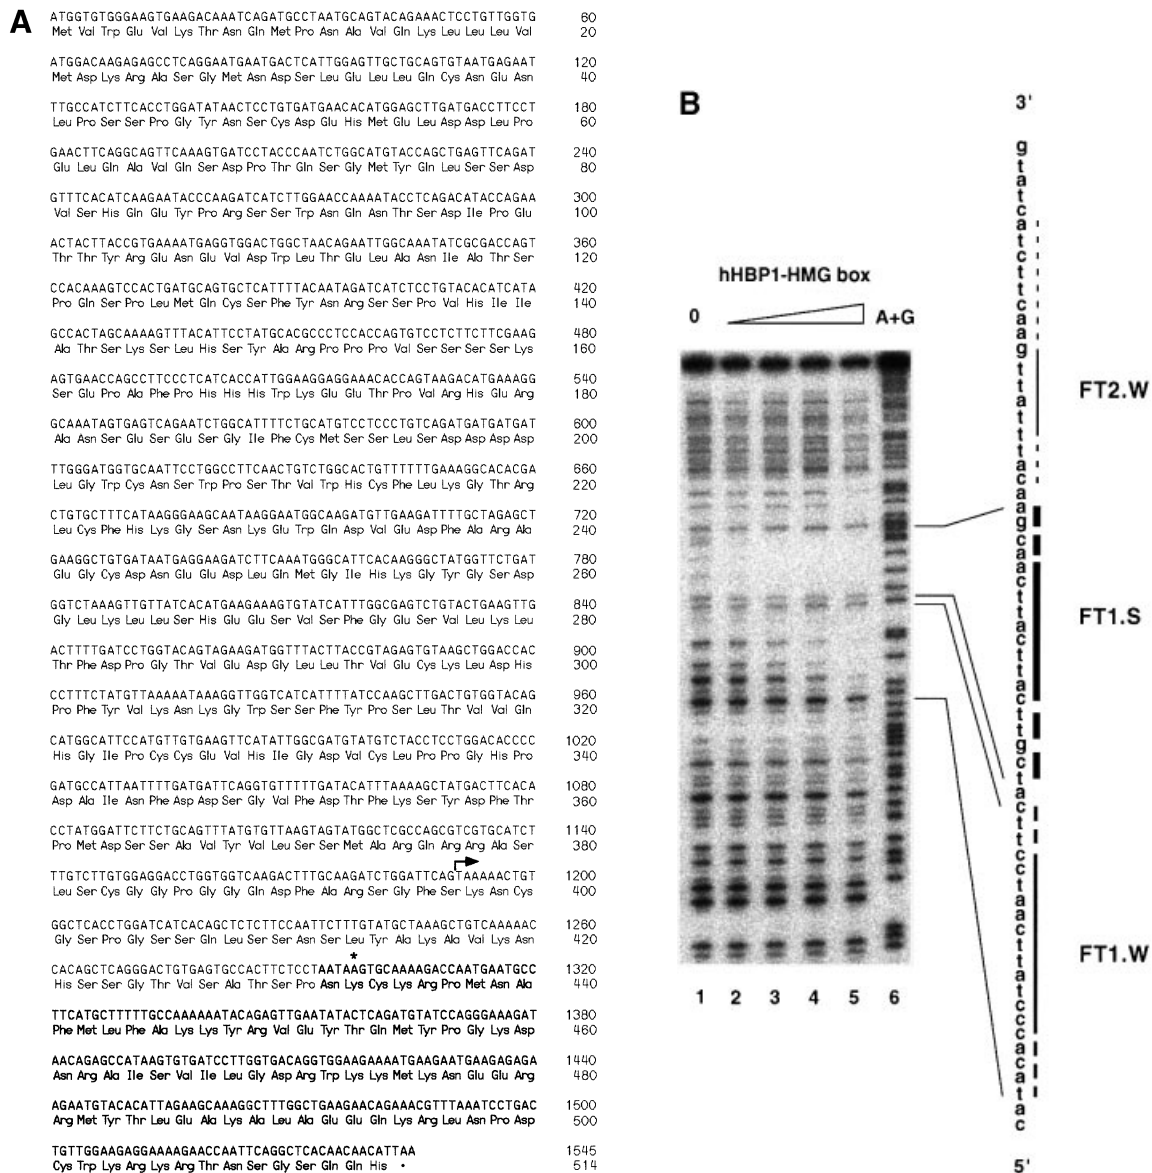 A
ATGGTGTGGGAAGTGAAGACAAATCAGATGCCTAATGCAGTACAGAAACTCCTGTTGGTG 60
Met Val Trp Glu Val Lys Thr Asn Gln Met Pro Asn Ala Val Gln Lys Leu Leu Leu Val 20
ATGGACAAGAGAGCCTCAGGAATGAATGACTCATTGGAGTTGCTGCAGTGTAATGAGAAT 120
Met Asp Lys Arg Ala Ser Gly Met Asn Asp Ser Leu Glu Leu Leu Gln Cys Asn Glu Asn 40
TTGCCATCTTCACCTGGATATAACTCCTGTGATGAACACATGGAGCTTGATGACCTTCCT 180
Leu Pro Ser Ser Pro Gly Tyr Asn Ser Cys Asp Glu His Met Glu Leu Asp Asp Leu Pro 60
GAACTTCAGGCAGTTCAAAGTGATCCTACCCAATCTGGCATGTACCAGCTGAGTTCAGAT 240
Glu Leu Gln Ala Val Gln Ser Asp Pro Thr Gln Ser Gly Met Tyr Gln Leu Ser Ser Asp 80
GTTTCACATCAAGAATACCCAAGATCATCTTGGAACCAAAATACCTCAGACATACCAGAA 300
Val Ser His Gln Glu Tyr Pro Arg Ser Ser Trp Asn Gln Asn Thr Ser Asp Ile Pro Glu 100
ACTACTTACCGTGAAAATGAGGTGGACTGGCTAACAGAATTGGCAAATATCGCGACCAGT 360
Thr Thr Tyr Arg Glu Asn Glu Val Asp Trp Leu Thr Glu Leu Ala Asn Ile Ala Thr Ser 120
CCACAAAGTCCACTGATGCAGTGCTCATTTTACAATAGATCATCTCCTGTACACATCATA 420
Pro Gln Ser Pro Leu Met Gln Cys Ser Phe Tyr Asn Arg Ser Ser Pro Val His Ile Ile 140
GCCACTAGCAAAAGTTTACATTCCTATGCACGCCCTCCACCAGTGTCCTCTTCTTCGAAG 480
Ala Thr Ser Lys Ser Leu His Ser Tyr Ala Arg Pro Pro Pro Val Ser Ser Ser Ser Lys 160
AGTGAACCAGCCTTCCCTCATCACCATTGGAAGGAGGAAACACCAGTAAGACATGAAAGG 540
Ser Glu Pro Ala Phe Pro His His His Trp Lys Glu Glu Thr Pro Val Arg His Glu Arg 180
GCAAATAGTGAGTCAGAATCTGGCATTTTCTGCATGTCCTCCCTGTCAGATGATGATGAT 600
Ala Asn Ser Glu Ser Glu Ser Gly Ile Phe Cys Met Ser Ser Leu Ser Asp Asp Asp Asp 200
TTGGGATGGTGCAATTCCTGGCCTTCAACTGTCTGGCACTGTTTTTTGAAAGGCACACGA 660
Leu Gly Trp Cys Asn Ser Trp Pro Ser Thr Val Trp His Cys Phe Leu Lys Gly Thr Arg 220
CTGTGCTTTCATAAGGGAAGCAATAAGGAATGGCAAGATGTTGAAGATTTTGCTAGAGCT 720
Leu Cys Phe His Lys Gly Ser Asn Lys Glu Trp Gln Asp Val Glu Asp Phe Ala Arg Ala 240
GAAGGCTGTGATAATGAGGAAGATCTTCAAATGGGCATTCACAAGGGCTATGGTTCTGAT 780
Glu Gly Cys Asp Asn Glu Glu Asp Leu Gln Met Gly Ile His Lys Gly Tyr Gly Ser Asp 260
GGTCTAAAGTTGTTATCACATGAAGAAAGTGTATCATTTGGCGAGTCTGTACTGAAGTTG 840
Gly Leu Lys Leu Leu Ser His Glu Glu Ser Val Ser Phe Gly Glu Ser Val Leu Lys Leu 280
ACTTTTGATCCTGGTACAGTAGAAGATGGTTTACTTACCGTAGAGTGTAAGCTGGACCAC 900
Thr Phe Asp Pro Gly Thr Val Glu Asp Gly Leu Leu Thr Val Glu Cys Lys Leu Asp His 300
CCTTTCTATGTTAAAAATAAAGGTTGGTCATCATTTTATCCAAGCTTGACTGTGGTACAG 960
Pro Phe Tyr Val Lys Asn Lys Gly Trp Ser Ser Phe Tyr Pro Ser Leu Thr Val Val Gln 320
CATGGCATTCCATGTTGTGAAGTTCATATTGGCGATGTATGTCTACCTCCTGGACACCCC 1020
His Gly Ile Pro Cys Cys Glu Val His Ile Gly Asp Val Cys Leu Pro Pro Gly His Pro 340
GATGCCATTAATTTTGATGATTCAGGTGTTTTTGATACATTTAAAAGCTATGACTTCACA 1080
Asp Ala Ile Asn Phe Asp Asp Ser Gly Val Phe Asp Thr Phe Lys Ser Tyr Asp Phe Thr 360
CCTATGGATTCTTCTGCAGTTTATGTGTTAAGTAGTATGGCTCGCCAGCGTCGTGCATCT 1140
Pro Met Asp Ser Ser Ala Val Tyr Val Leu Ser Ser Met Ala Arg Gln Arg Arg Ala Ser 380
TTGTCTTGTGGAGGACCTGGTGGTCAAGACTTTGCAAGATCTGGATTCAGTAAAAACTGT 1200
Leu Ser Cys Gly Gly Pro Gly Gly Gln Asp Phe Ala Arg Ser Gly Phe Ser Lys Asn Cys 400
GGCTCACCTGGATCATCACAGCTCTCTTCCAATTCTTTGTATGCTAAAGCTGTCAAAAAC 1260
Gly Ser Pro Gly Ser Ser Gln Leu Ser Ser Asn Ser Leu Tyr Ala Lys Ala Val Lys Asn 420
*
CACAGCTCAGGGACTGTGAGTGCCACTTCTCCTAATAAGTGCAAAAGACCAATGAATGCC 1320
His Ser Ser Gly Thr Val Ser Ala Thr Ser Pro Asn Lys Cys Lys Arg Pro Met Asn Ala 440
TTCATGCTTTTTGCCAAAAAATACAGAGTTGAATATACTCAGATGTATCCAGGGAAAGAT 1380
Phe Met Leu Phe Ala Lys Lys Tyr Arg Val Glu Tyr Thr Gln Met Tyr Pro Gly Lys Asp 460
AACAGAGCCATAAGTGTGATCCTTGGTGACAGGTGGAAGAAAATGAAGAATGAAGAGAGA 1440
Asn Arg Ala Ile Ser Val Ile Leu Gly Asp Arg Trp Lys Lys Met Lys Asn Glu Glu Arg 480
AGAATGTACACATTAGAAGCAAAGGCTTTGGCTGAAGAACAGAAACGTTTAAATCCTGAC 1500
Arg Met Tyr Thr Leu Glu Ala Lys Ala Leu Ala Glu Glu Gln Lys Arg Leu Asn Pro Asp 500
TGTTGGAAGAGGAAAAGAACCAATTCAGGCTCACAACAACATTAA 1545
Cys Trp Lys Arg Lys Arg Thr Asn Ser Gly Ser Gln Gln His • 514
B
hHBP1-HMG box
0 A+G
1 2 3 4 5 6
3'
gtatcatcttcaagttatttacaagcaacttacttacttgctacttcctaacttatcccacatac
5'
FT2.W
FT1.S
FT1.W